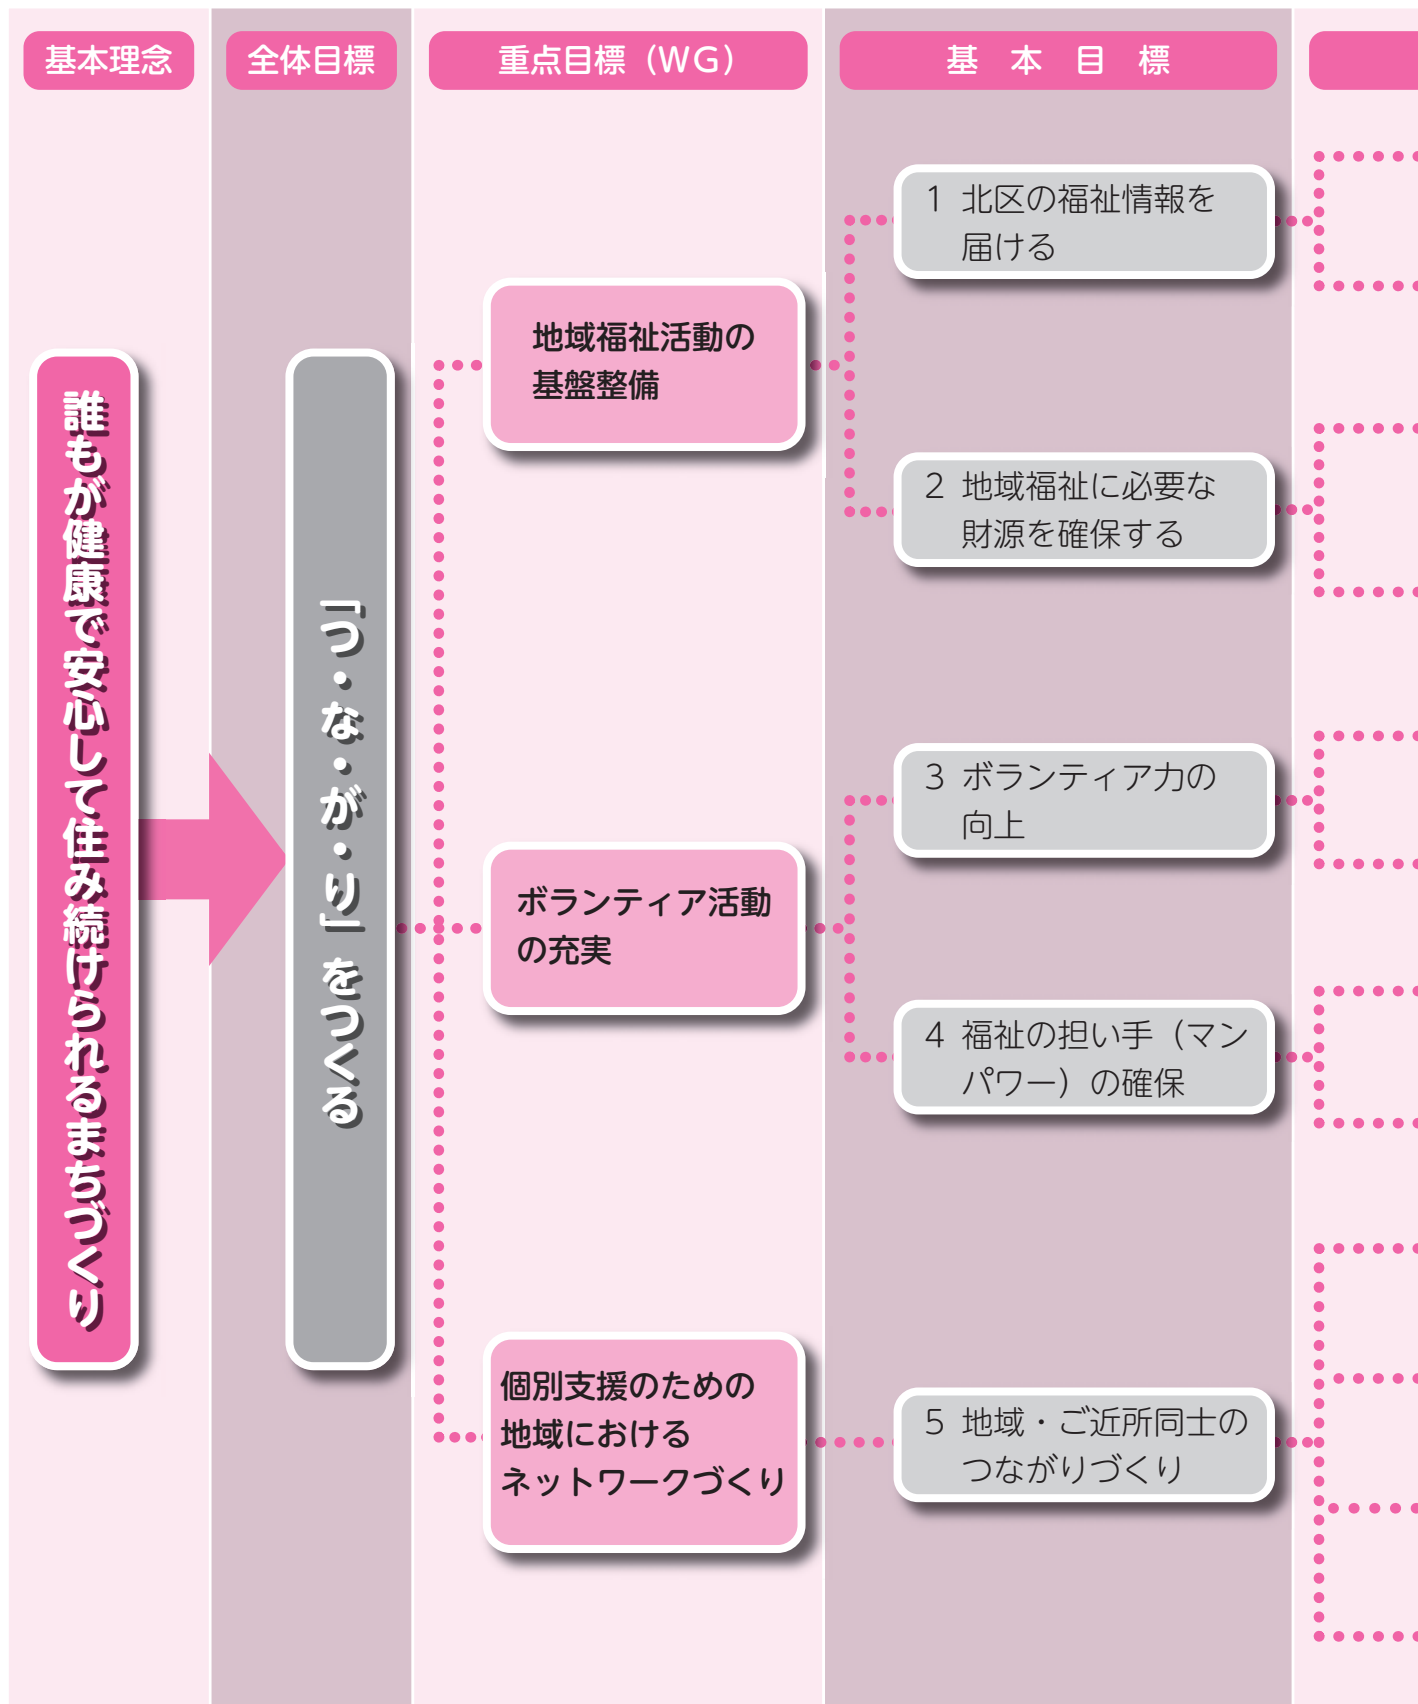 基本理念
全体目標
重点目標（WG）
基本目標
誰もが健康で安心して住み続けられるまちづくり
「つ・な・が・り」をつくる
地域福祉活動の
基盤整備
1 北区の福祉情報を
届ける
2 地域福祉に必要な
財源を確保する
ボランティア活動
の充実
3 ボランティア力の
向上
4 福祉の担い手（マン
パワー）の確保
個別支援のための
地域における
ネットワークづくり
5 地域・ご近所同士の
つながりづくり